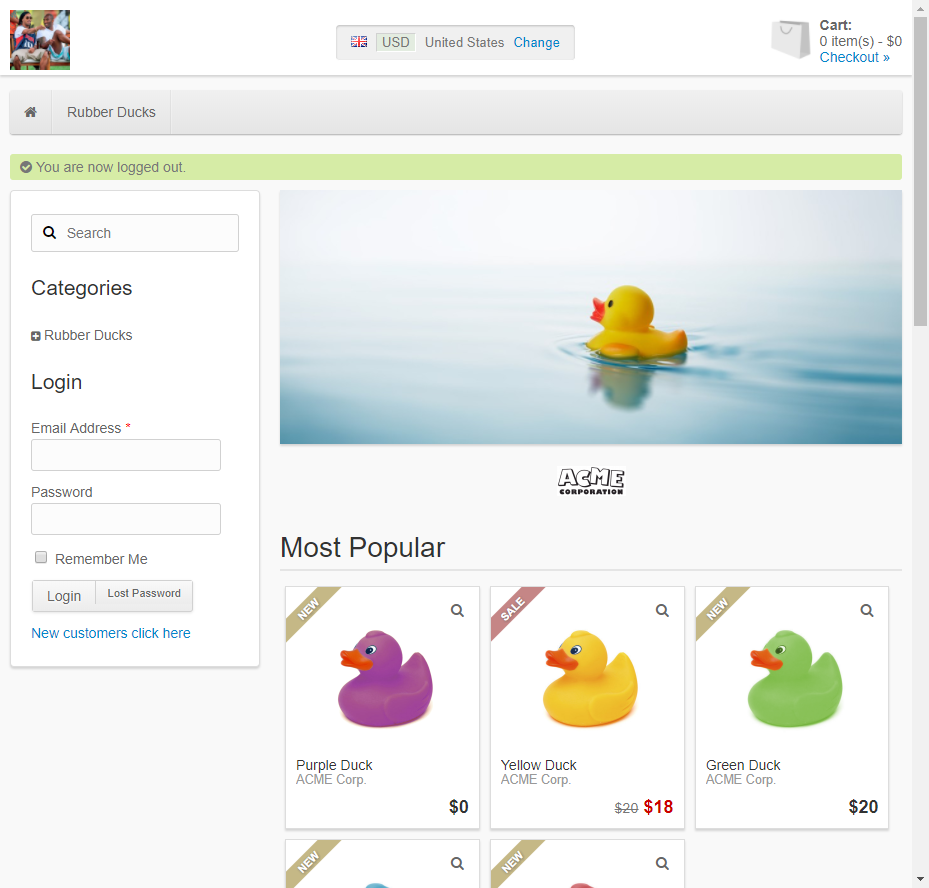 USD United States Change
Cart:
0 item(s) - $0
Checkout »
Rubber Ducks
You are now logged out.
Search
Categories
Rubber Ducks
Login
Email Address *
Password
Remember Me
Login Lost Password
New customers click here
ACME
CORPORATION
Most Popular
NEW
Purple Duck
ACME Corp.
$0
SALE
Yellow Duck
ACME Corp.
$20 $18
NEW
Green Duck
ACME Corp.
$20
NEW
NEW